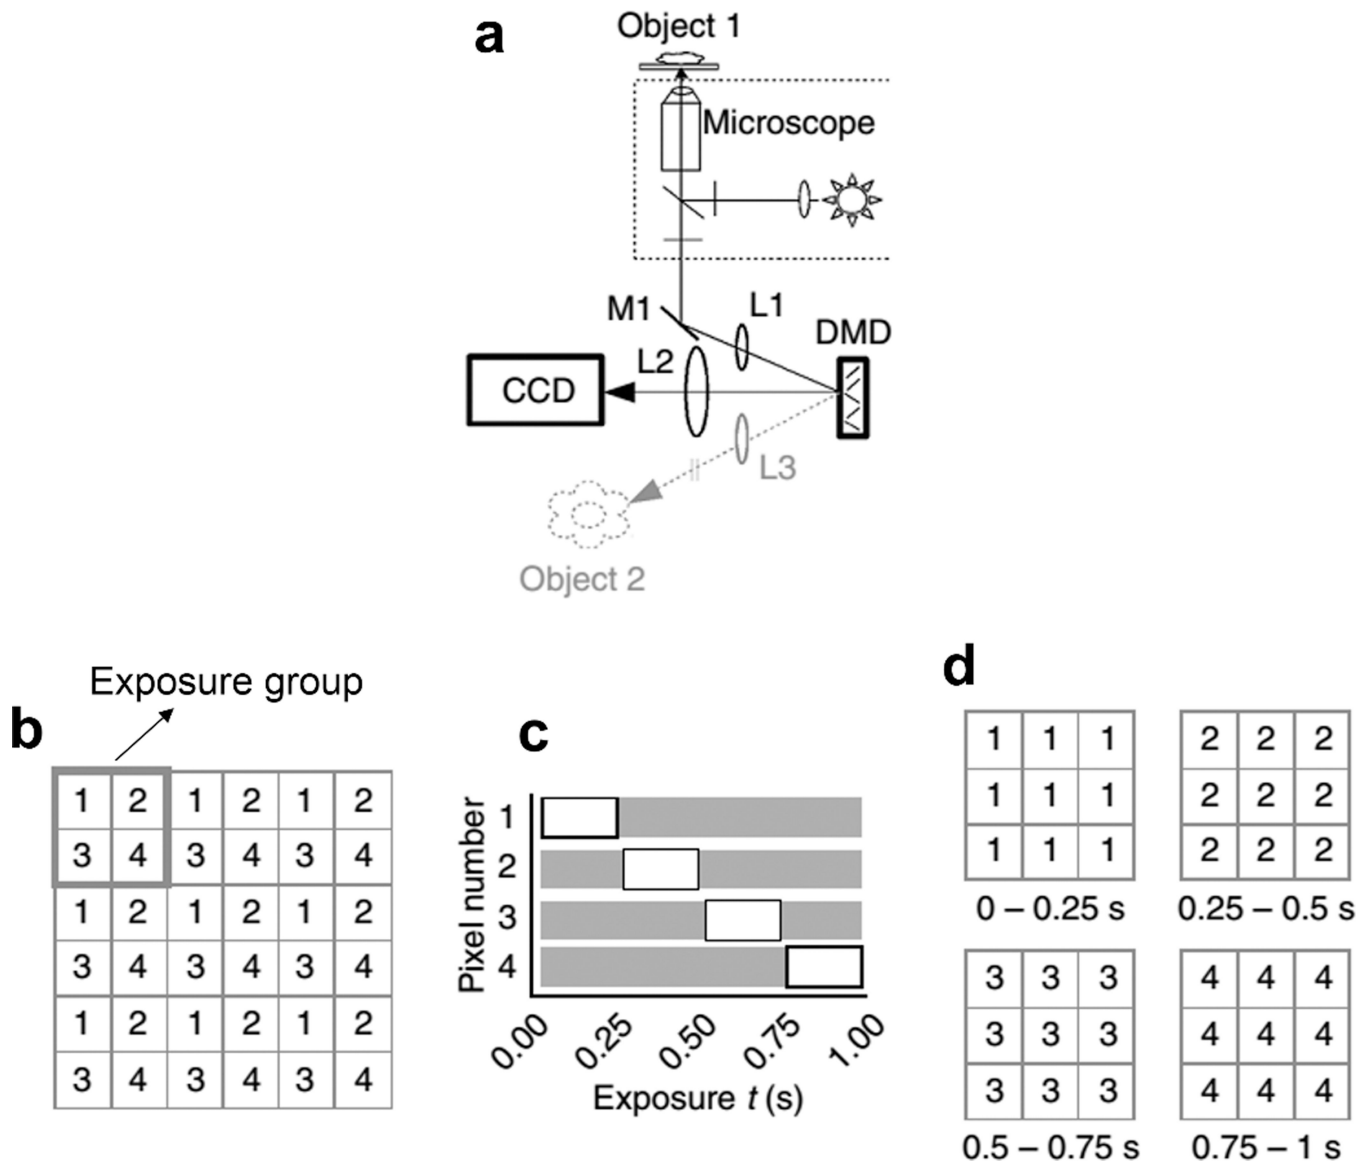 a
Object 1
Microscope
M1
L1
DMD
L2
CCD
L3
Object 2
b
Exposure group
1 2 1 2 1 2
3 4 3 4 3 4
1 2 1 2 1 2
3 4 3 4 3 4
1 2 1 2 1 2
3 4 3 4 3 4
c
Pixel number
1
2
3
4
0.00 0.25 0.50 0.75 1.00
Exposure t (s)
d
1 1 1
1 1 1
1 1 1
0 – 0.25 s
2 2 2
2 2 2
2 2 2
0.25 – 0.5 s
3 3 3
3 3 3
3 3 3
0.5 – 0.75 s
4 4 4
4 4 4
4 4 4
0.75 – 1 s